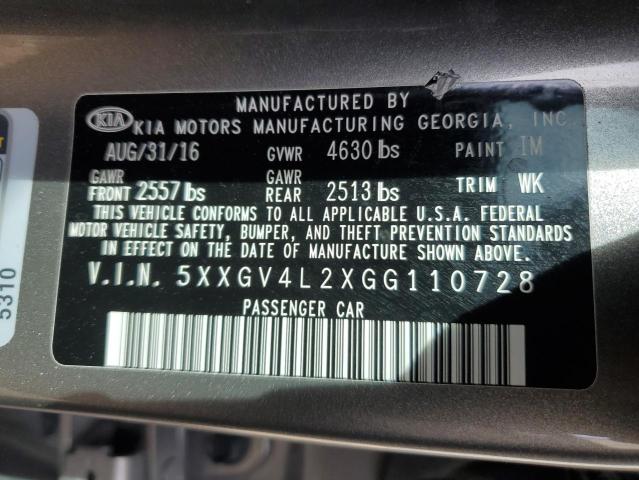 MANUFACTURED BY
KIA KIA MOTORS MANUFACTURING GEORGIA, INC
AUG/31/16 GVWR 4630 lbs PAINT IM
GAWR FRONT 2557 lbs GAWR REAR 2513 lbs TRIM WK
THIS VEHICLE CONFORMS TO ALL APPLICABLE U.S.A. FEDERAL
MOTOR VEHICLE SAFETY, BUMPER, AND THEFT PREVENTION STANDARDS
IN EFFECT ON THE DATE OF MANUFACTURE SHOWN ABOVE.
V.I.N. 5XXGV4L2XGG110728
PASSENGER CAR
5310